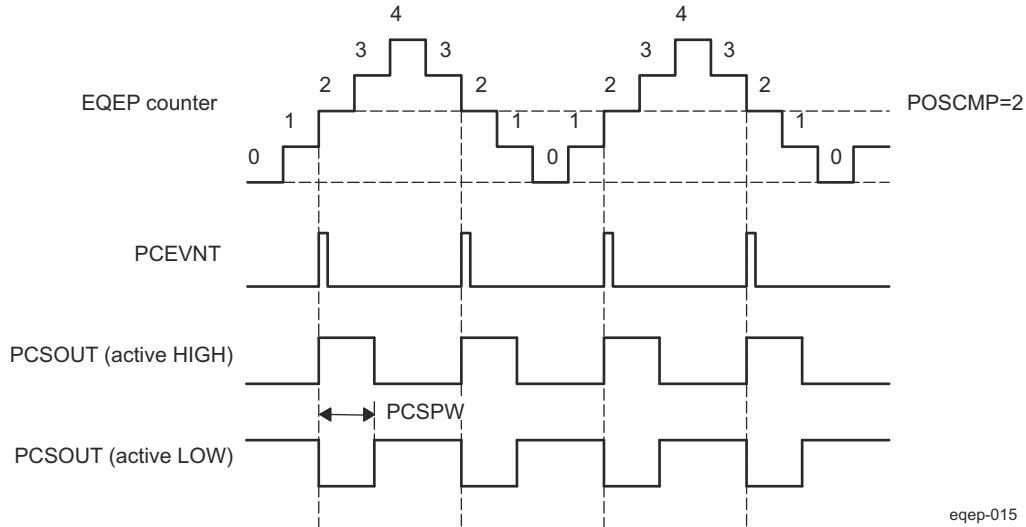 4 4
3 3 3 3
2 2 2 2
EQEP counter POSCMP=2
1 1 1 1
0 0 0
PCEVNT
PCSOUT (active HIGH)
PCSPW
PCSOUT (active LOW)
eqep-015